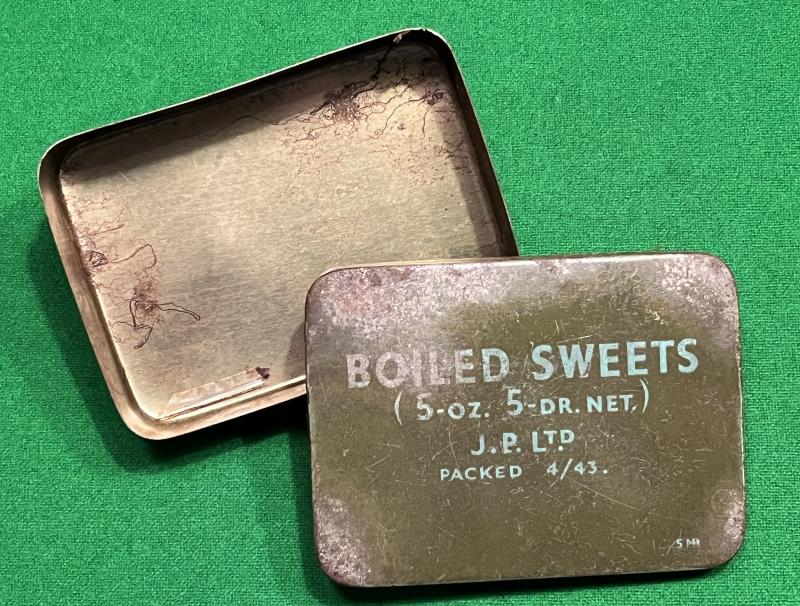 BOILED SWEETS
(5-OZ. 5-DR. NET.)
J.P. LTD
PACKED 4/43.